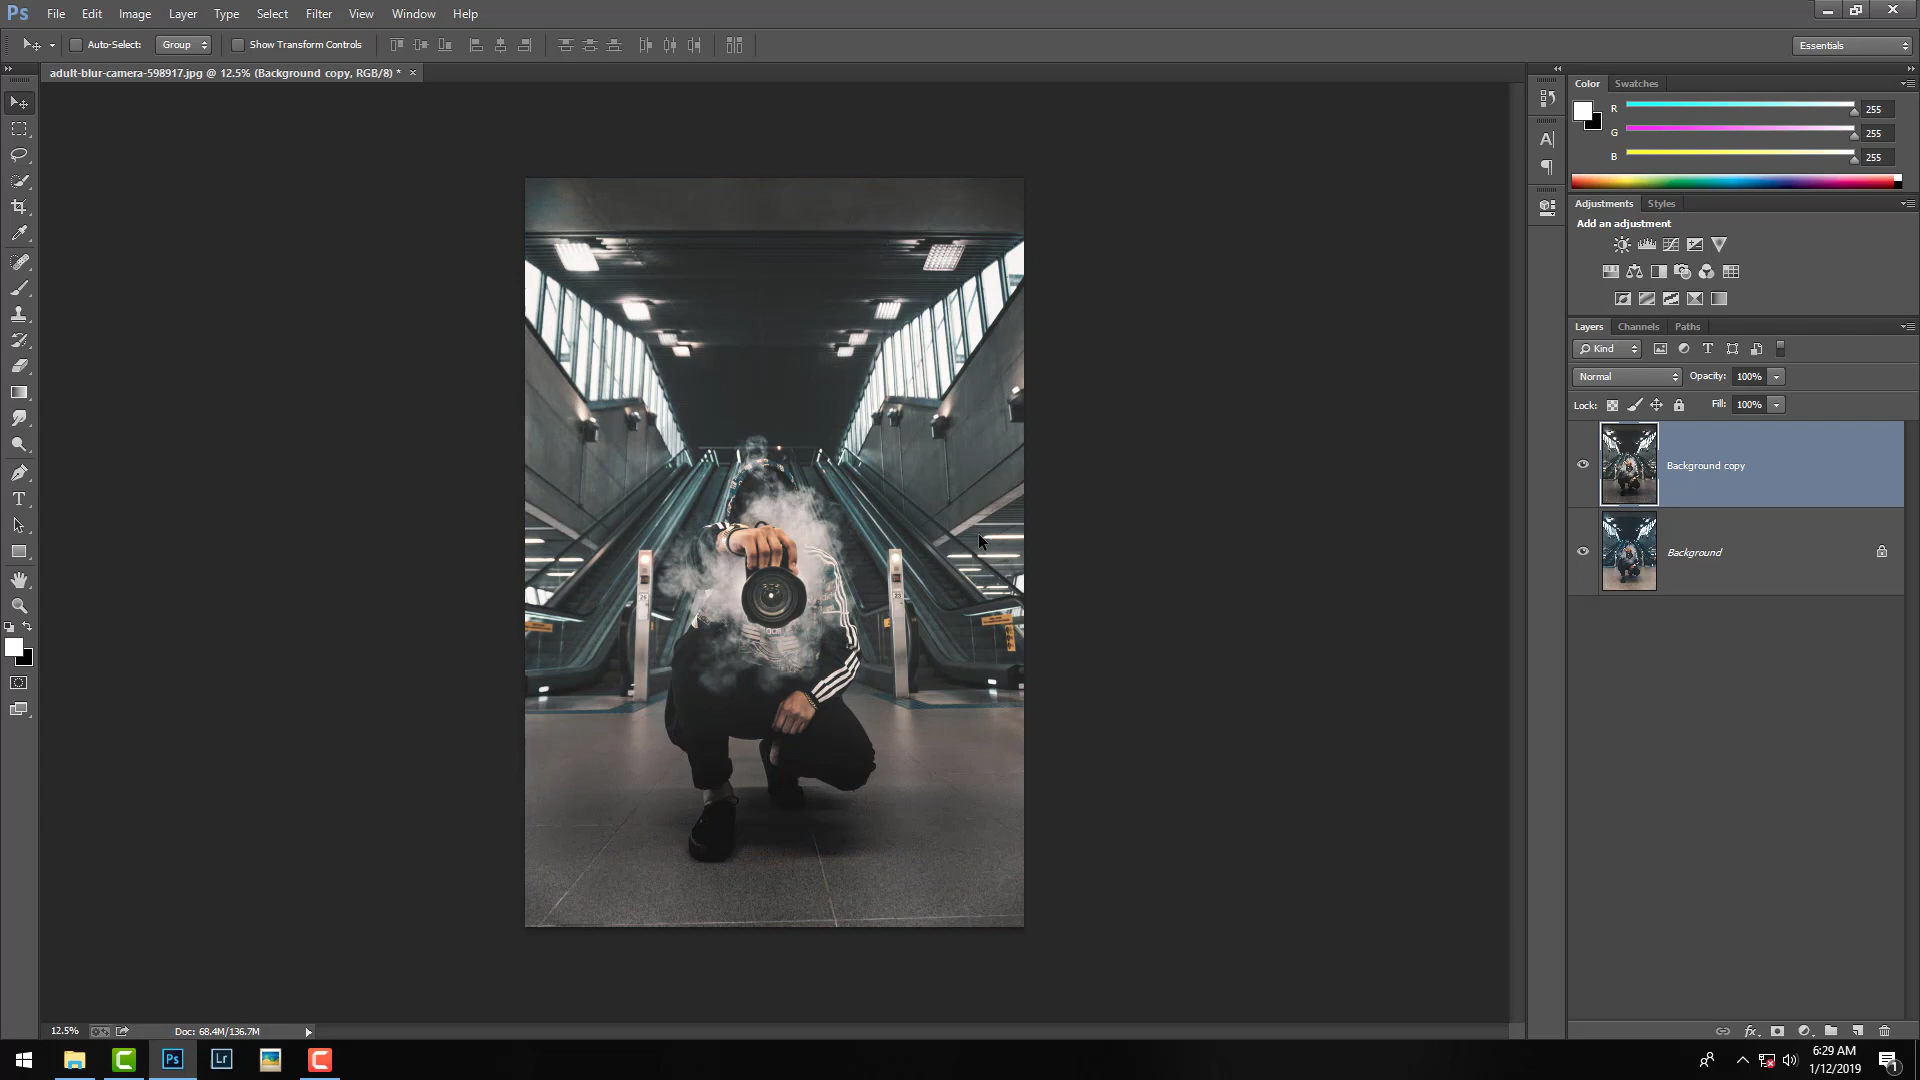 Ps File Edit Image Layer Type Select Filter View Window Help
Auto-Select: Group Show Transform Controls Essentials
adult-blur-camera-598917.jpg @ 12.5% (Background copy, RGB/8) * ×
Color Swatches
R 255
G 255
B 255
Adjustments Styles
Add an adjustment
Layers Channels Paths
Kind
Normal Opacity: 100%
Lock: Fill: 100%
Background copy
Background
12.5% Doc: 68.4M/136.7M
Ps Lr
6:29 AM
1/12/2019
1